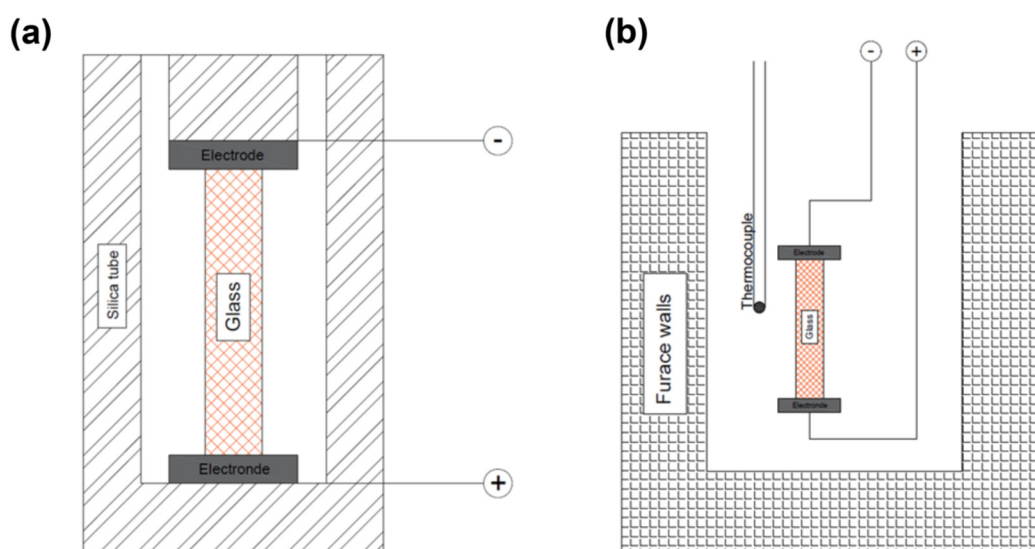 (a)
Electrode
-
Silica tube
Glass
Electronde
+
(b)
-
+
Thermocouple
Electrode
Furace walls
Glass
Electronde